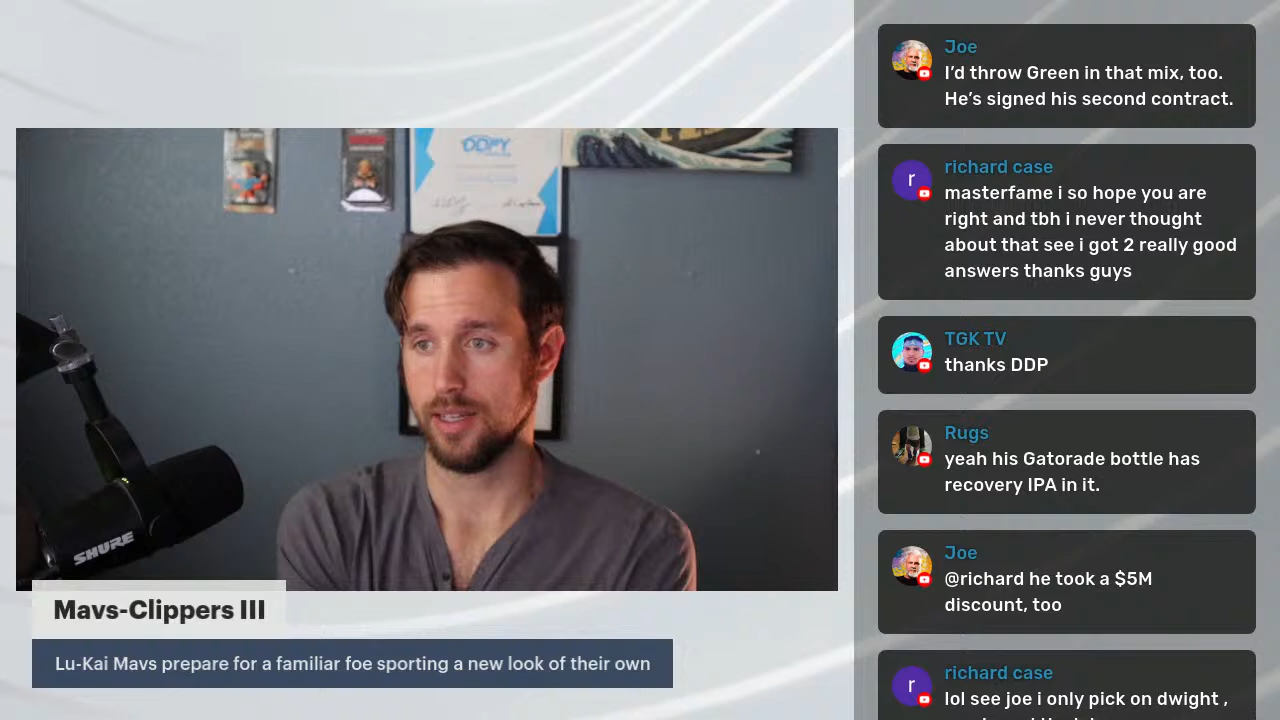 DDPY
SHURE
Mavs-Clippers III
Lu-Kai Mavs prepare for a familiar foe sporting a new look of their own
Joe
I’d throw Green in that mix, too.
He’s signed his second contract.
r
richard case
masterfame i so hope you are
right and tbh i never thought
about that see i got 2 really good
answers thanks guys
TGK TV
thanks DDP
Rugs
yeah his Gatorade bottle has
recovery IPA in it.
Joe
@richard he took a $5M
discount, too
r
richard case
lol see joe i only pick on dwight ,